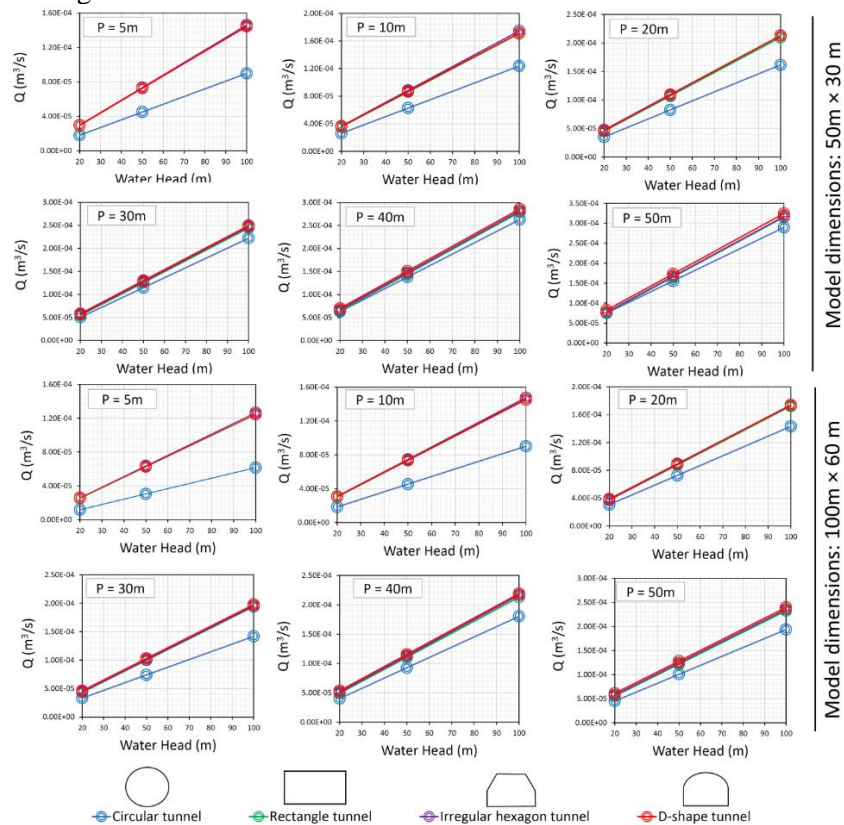 P = 5m
Q (m³/s)
1.60E-04
1.20E-04
8.00E-05
4.00E-05
0.00E+00
20 30 40 50 60 70 80 90 100
Water Head (m)
P = 10m
Q (m³/s)
2.00E-04
1.60E-04
1.20E-04
8.00E-05
4.00E-05
0.00E+00
20 30 40 50 60 70 80 90 100
Water Head (m)
P = 20m
Q (m³/s)
2.50E-04
2.00E-04
1.50E-04
1.00E-04
5.00E-05
0.00E+00
20 30 40 50 60 70 80 90 100
Water Head (m)
P = 30m
Q (m³/s)
3.00E-04
2.50E-04
2.00E-04
1.50E-04
1.00E-04
5.00E-05
0.00E+00
20 30 40 50 60 70 80 90 100
Water Head (m)
P = 40m
Q (m³/s)
3.00E-04
2.50E-04
2.00E-04
1.50E-04
1.00E-04
5.00E-05
0.00E+00
20 30 40 50 60 70 80 90 100
Water Head (m)
P = 50m
Q (m³/s)
3.50E-04
3.00E-04
2.50E-04
2.00E-04
1.50E-04
1.00E-04
5.00E-05
0.00E+00
20 30 40 50 60 70 80 90 100
Water Head (m)
Model dimensions: 50m × 30 m
P = 5m
Q (m³/s)
1.60E-04
1.20E-04
8.00E-05
4.00E-05
0.00E+00
20 30 40 50 60 70 80 90 100
Water Head (m)
P = 10m
Q (m³/s)
1.60E-04
1.20E-04
8.00E-05
4.00E-05
0.00E+00
20 30 40 50 60 70 80 90 100
Water Head (m)
P = 20m
Q (m³/s)
2.00E-04
1.50E-04
1.00E-04
5.00E-05
0.00E+00
20 30 40 50 60 70 80 90 100
Water Head (m)
P = 30m
Q (m³/s)
2.50E-04
2.00E-04
1.50E-04
1.00E-04
5.00E-05
0.00E+00
20 30 40 50 60 70 80 90 100
Water Head (m)
P = 40m
Q (m³/s)
2.50E-04
2.00E-04
1.50E-04
1.00E-04
5.00E-05
0.00E+00
20 30 40 50 60 70 80 90 100
Water Head (m)
P = 50m
Q (m³/s)
3.00E-04
2.50E-04
2.00E-04
1.50E-04
1.00E-04
5.00E-05
0.00E+00
20 30 40 50 60 70 80 90 100
Water Head (m)
Model dimensions: 100m × 60 m
Circular tunnel
Rectangle tunnel
Irregular hexagon tunnel
D-shape tunnel